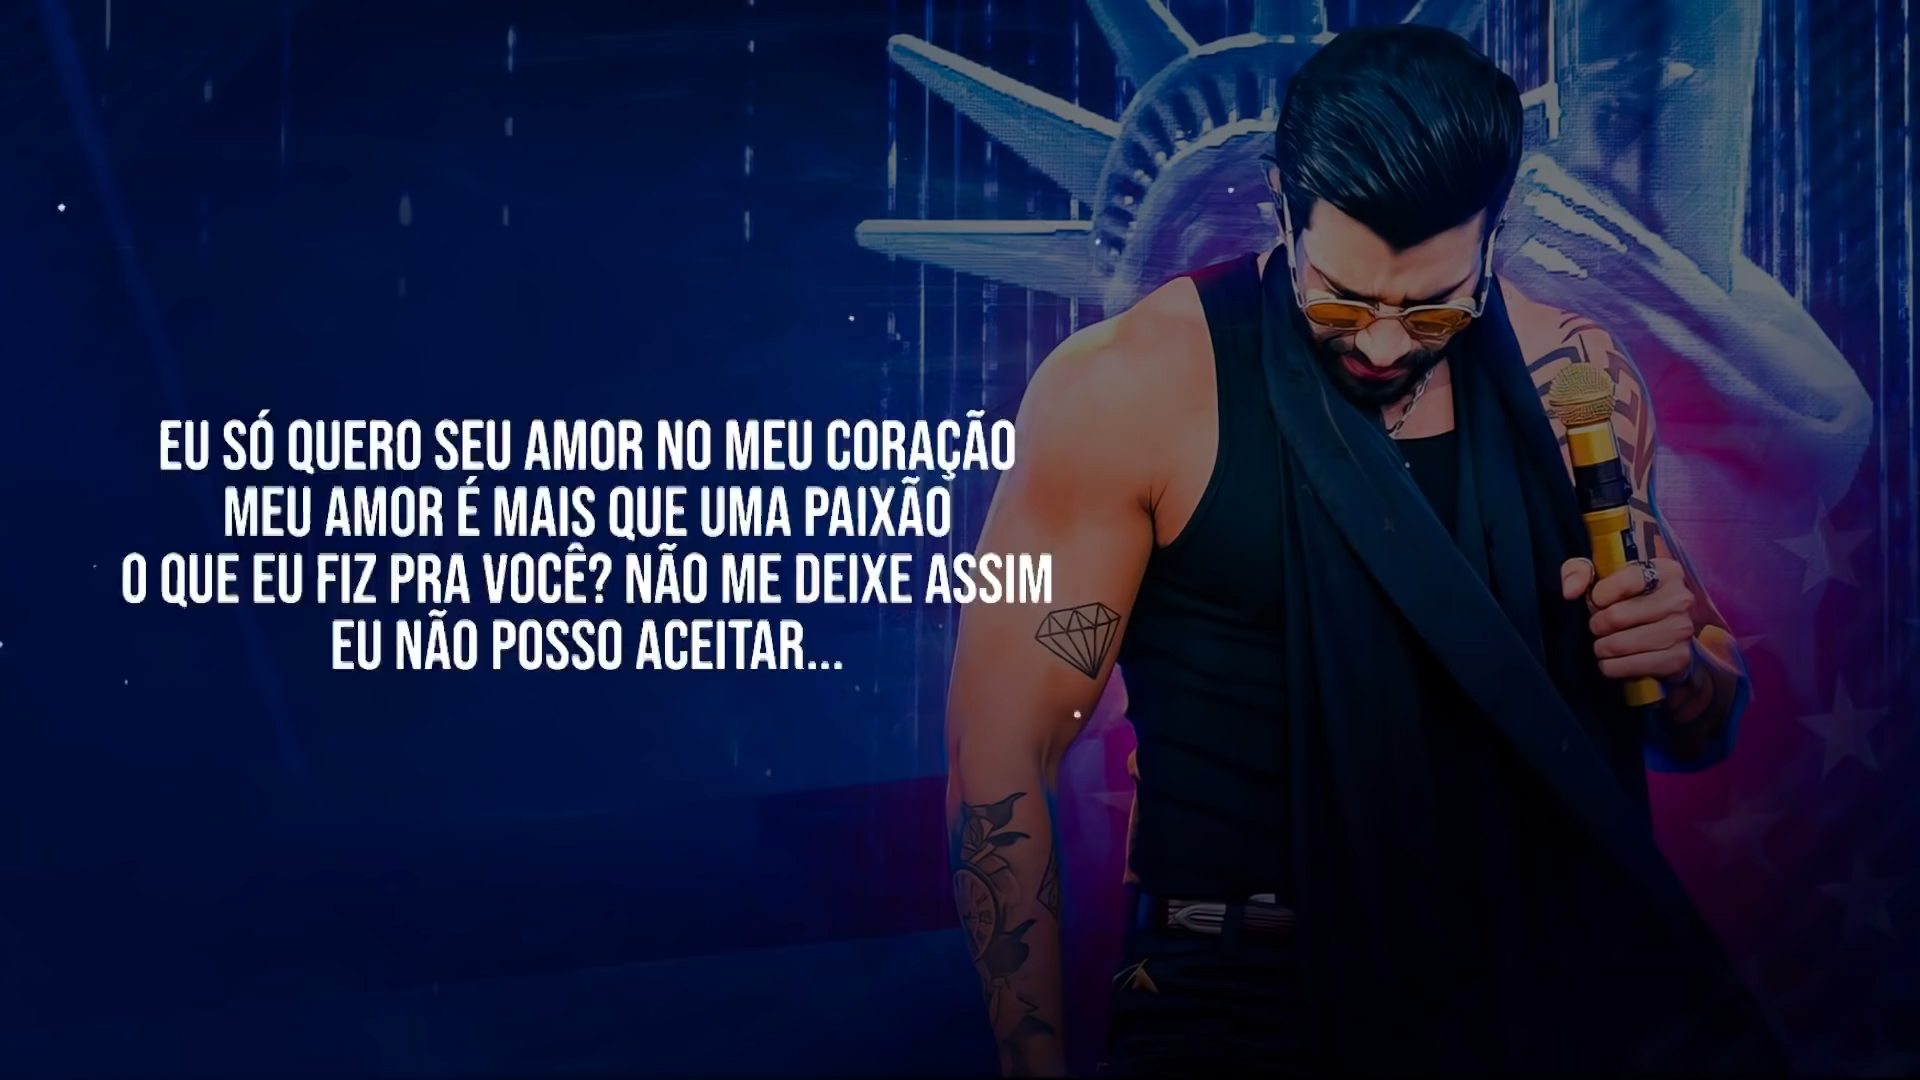 EU SÓ QUERO SEU AMOR NO MEU CORAÇÃO
MEU AMOR É MAIS QUE UMA PAIXÃO
O QUE EU FIZ PRA VOCÊ? NÃO ME DEIXE ASSIM
EU NÃO POSSO ACEITAR...